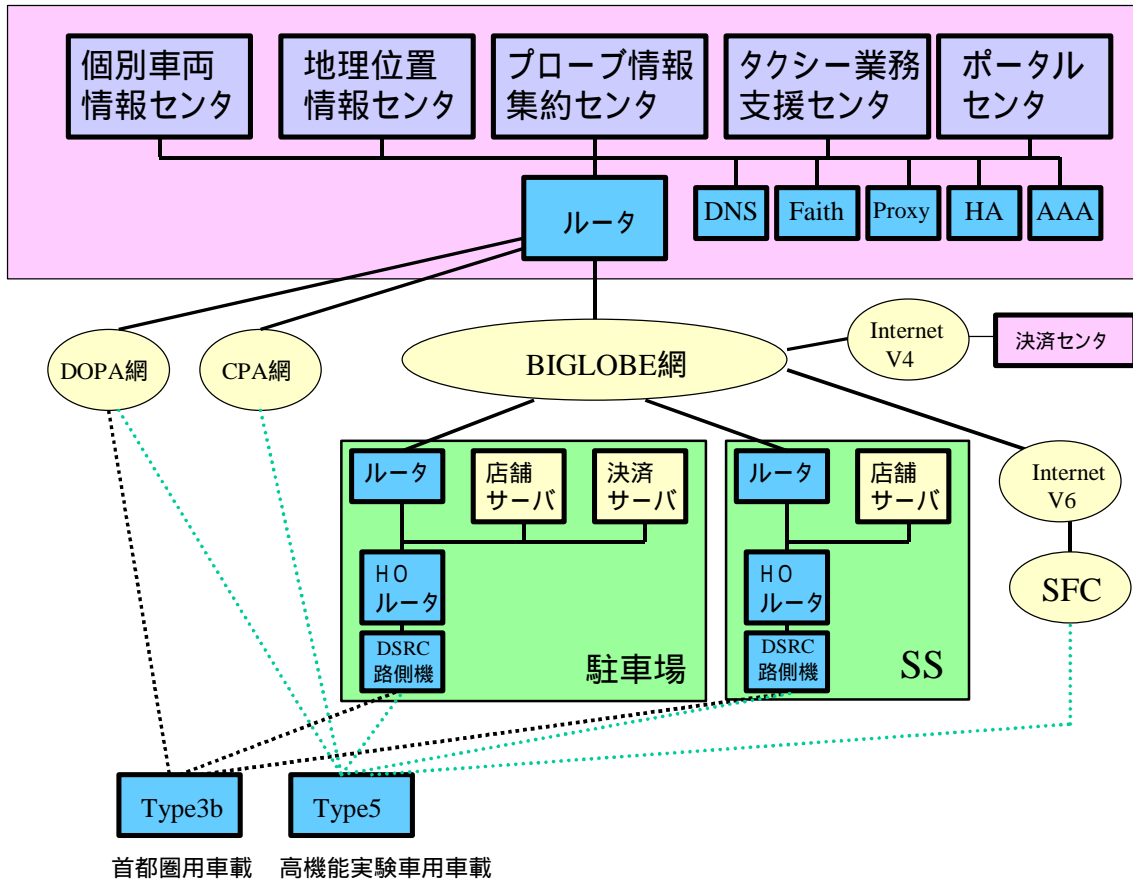 個別車両
情報センタ
地理位置
情報センタ
プローブ情報
集約センタ
タクシー業務
支援センタ
ポータル
センタ
ルータ
DNS
Faith
Proxy
HA
AAA
DOPA網
CPA網
BIGLOBE網
Internet
V4
決済センタ
ルータ
店舗
サーバ
決済
サーバ
HO
ルータ
DSRC
路側機
駐車場
ルータ
店舗
サーバ
HO
ルータ
DSRC
路側機
SS
Internet
V6
SFC
Type3b
Type5
首都圏用車載
高機能実験車用車載